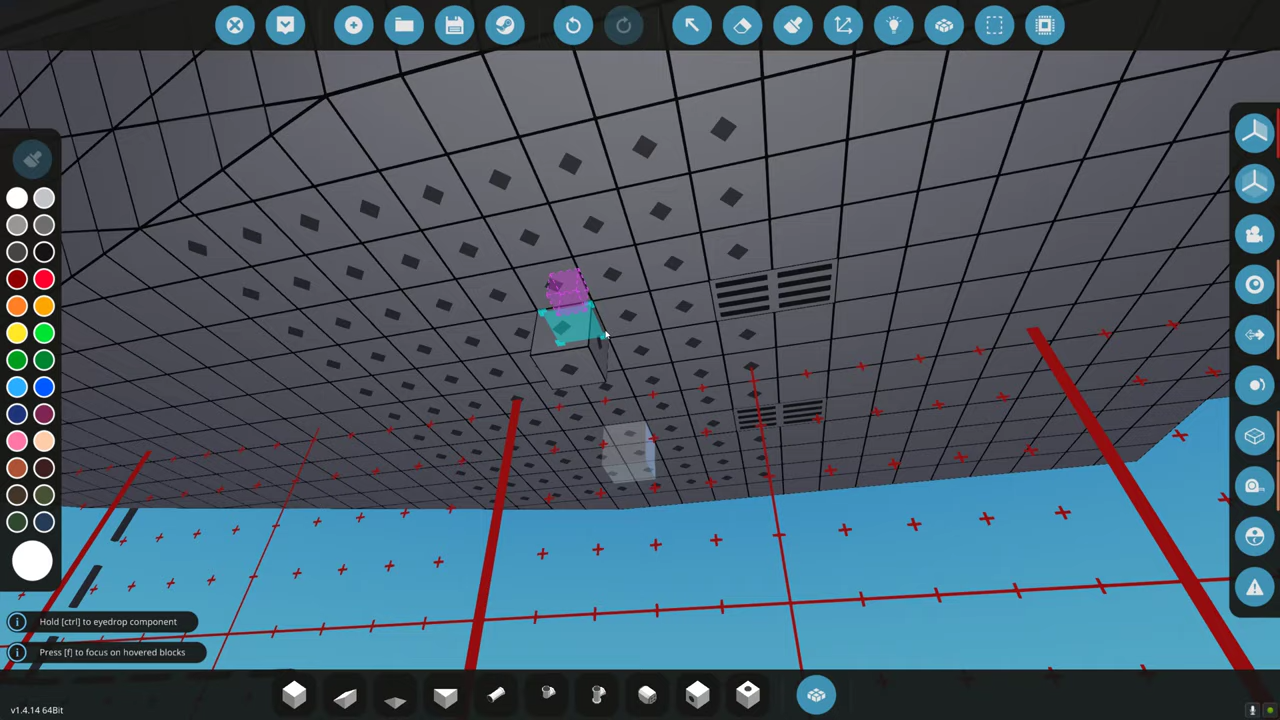 Hold [ctrl] to eyedrop component
Press [f] to focus on hovered blocks
v1.4.14 64Bit